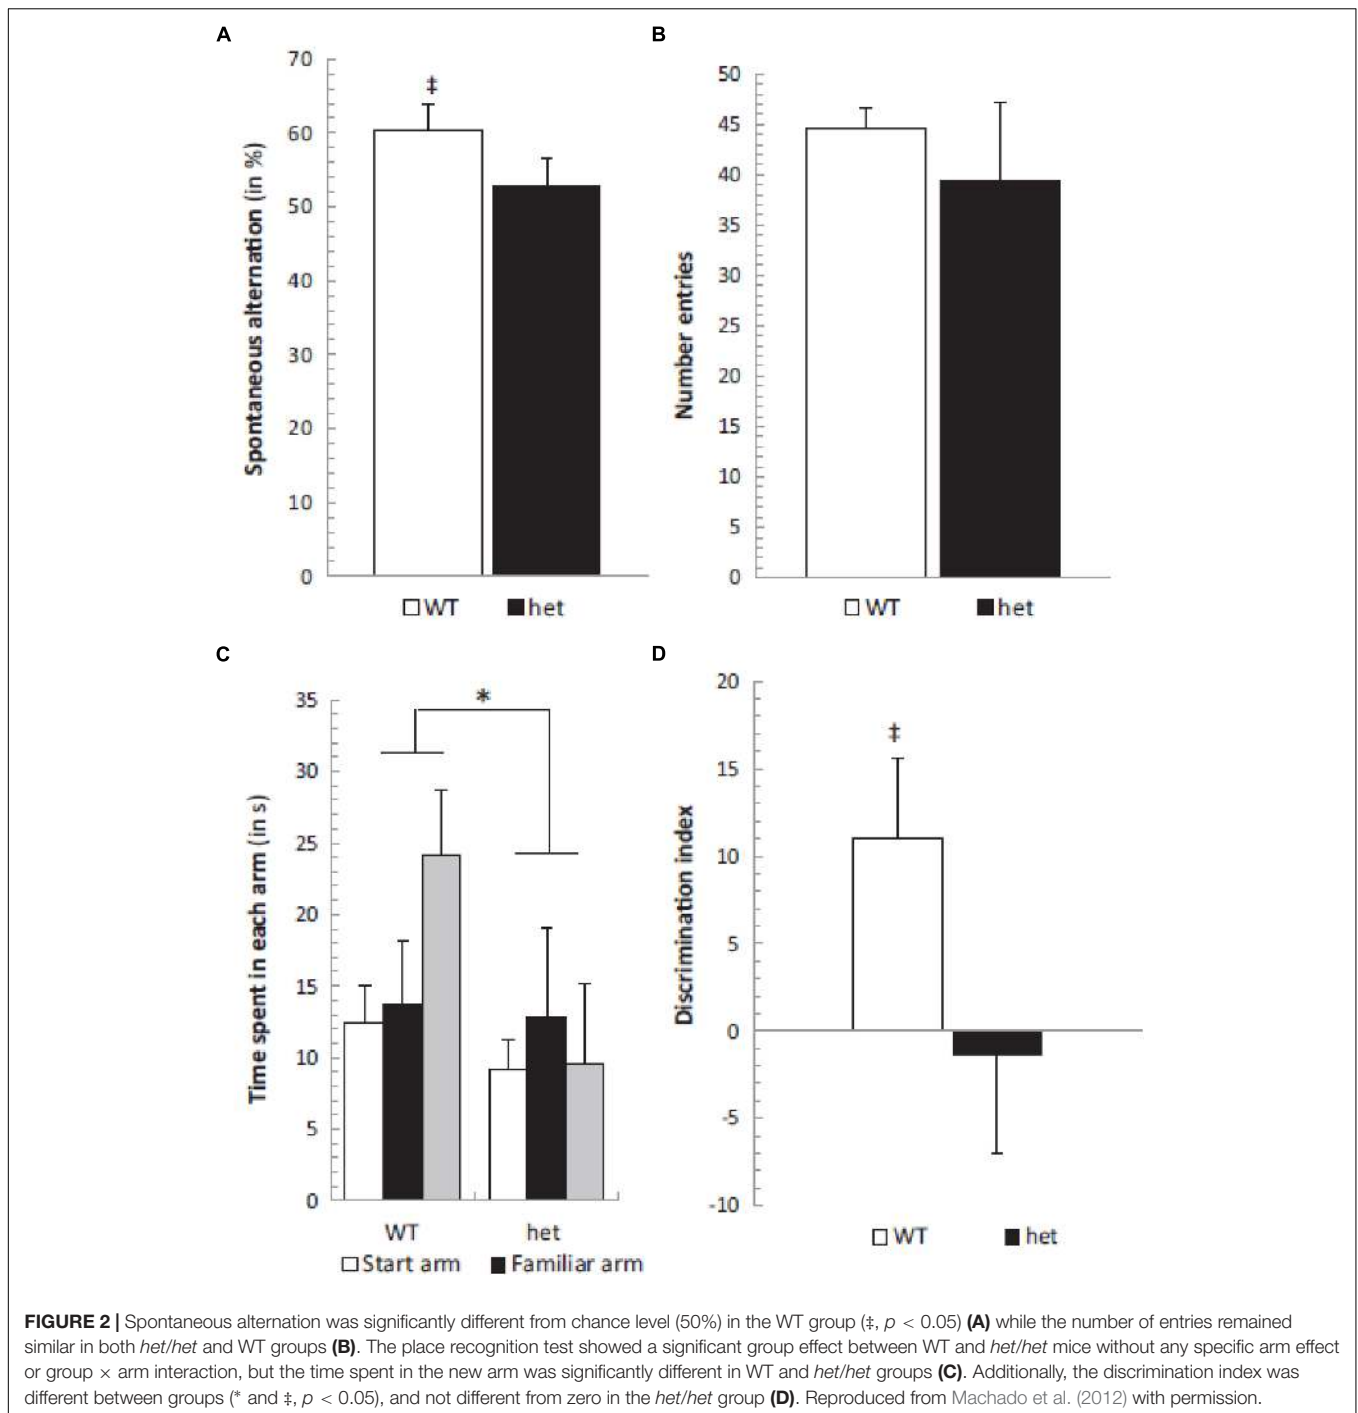 A
70
60
50
40
30
20
10
0
Spontaneous alternation (in %)
‡
□WT ■het
B
50
45
40
35
30
25
20
15
10
5
0
Number entries
□WT ■het
C
35
30
25
20
15
10
5
0
Time spent in each arm (in s)
*
WT het
□Start arm ■Familiar arm
D
20
15
10
5
0
-5
-10
Discrimination index
‡
□WT ■het
FIGURE 2 | Spontaneous alternation was significantly different from chance level (50%) in the WT group (‡, p < 0.05) (A) while the number of entries remained
similar in both het/het and WT groups (B). The place recognition test showed a significant group effect between WT and het/het mice without any specific arm effect
or group × arm interaction, but the time spent in the new arm was significantly different in WT and het/het groups (C). Additionally, the discrimination index was
different between groups (* and ‡, p < 0.05), and not different from zero in the het/het group (D). Reproduced from Machado et al. (2012) with permission.